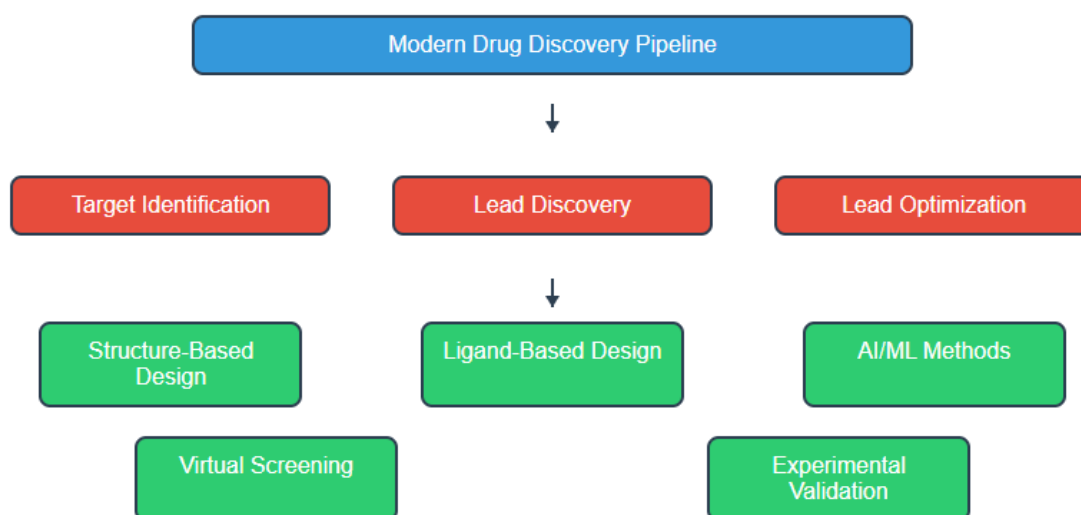 Modern Drug Discovery Pipeline
Target Identification
Lead Discovery
Lead Optimization
Structure-Based
Design
Ligand-Based Design
AI/ML Methods
Virtual Screening
Experimental
Validation